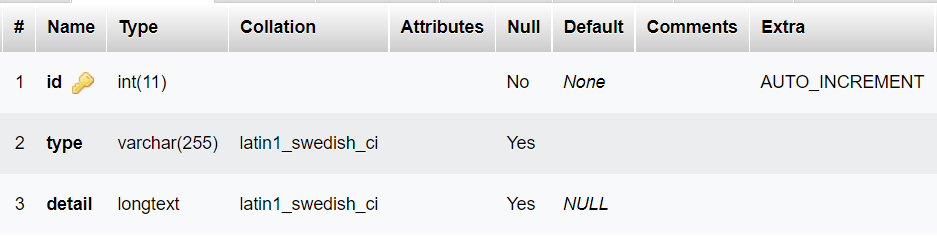 # Name Type Collation Attributes Null Default Comments Extra
1 id int(11) No None AUTO_INCREMENT
2 type varchar(255) latin1_swedish_ci Yes
3 detail longtext latin1_swedish_ci Yes NULL